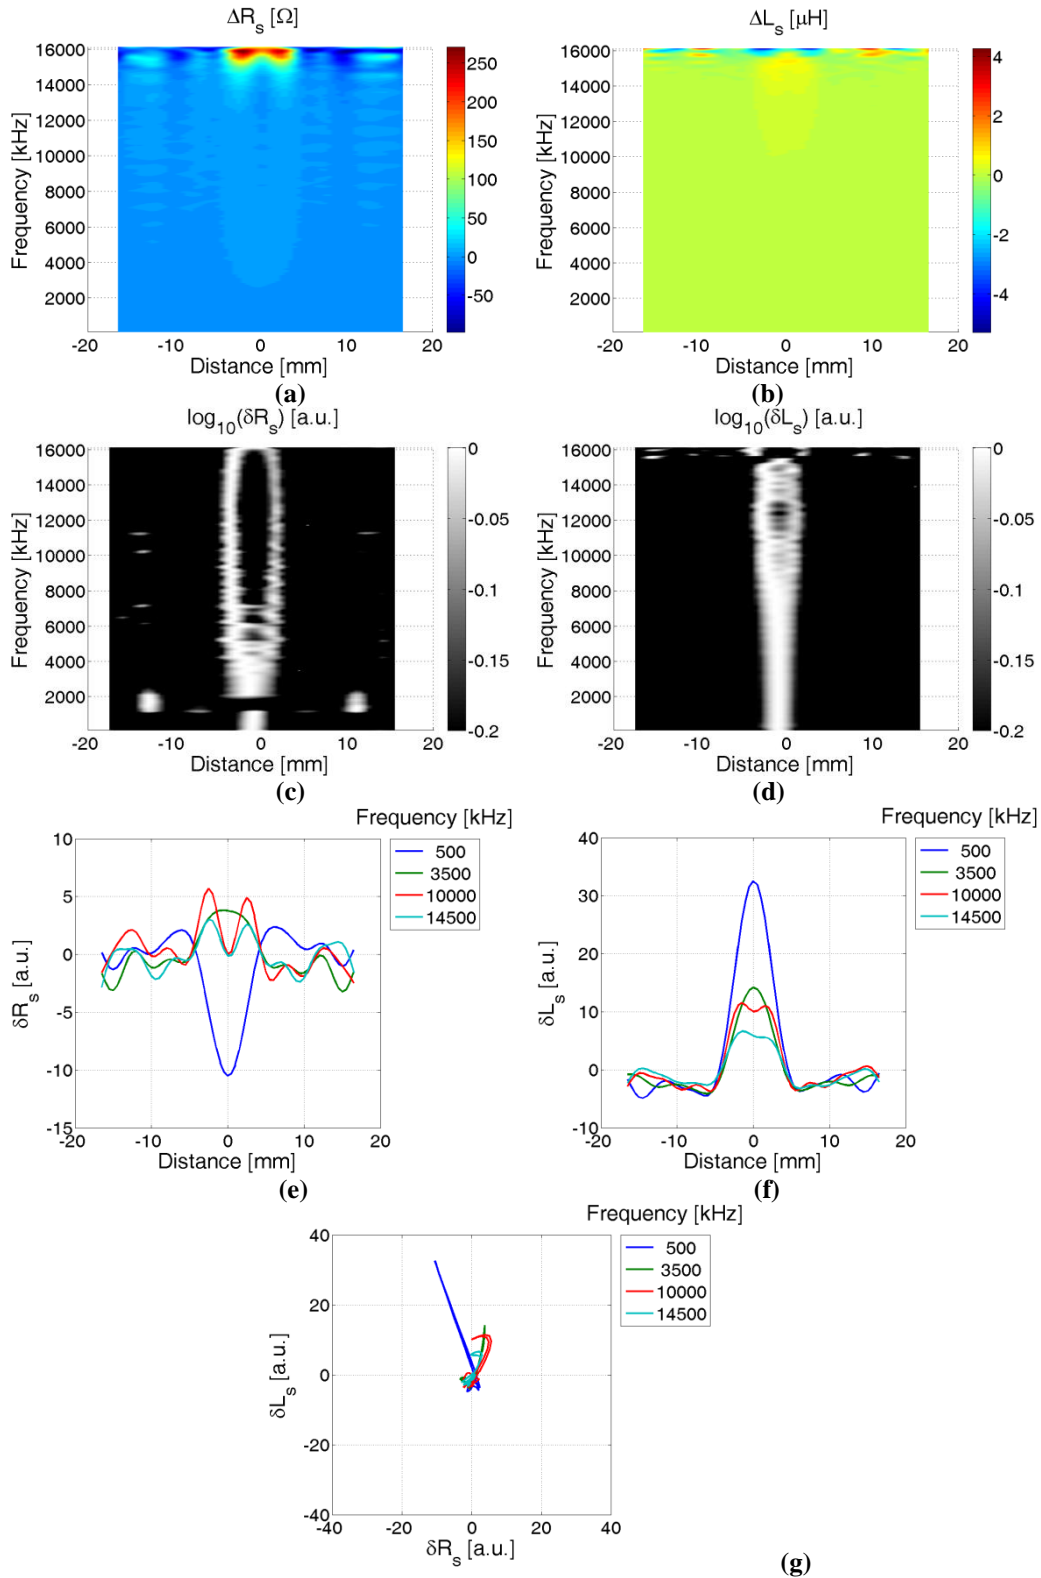 ΔR_s [Ω]
16000
14000
12000
10000
8000
6000
4000
2000
Frequency [kHz]
-20 -10 0 10 20
Distance [mm]
250
200
150
100
50
0
-50
(a)
ΔL_s [μH]
16000
14000
12000
10000
8000
6000
4000
2000
Frequency [kHz]
-20 -10 0 10 20
Distance [mm]
4
2
0
-2
-4
(b)
log_10(δR_s) [a.u.]
16000
14000
12000
10000
8000
6000
4000
2000
Frequency [kHz]
-20 -10 0 10 20
Distance [mm]
0
-0.05
-0.1
-0.15
-0.2
(c)
log_10(δL_s) [a.u.]
16000
14000
12000
10000
8000
6000
4000
2000
Frequency [kHz]
-20 -10 0 10 20
Distance [mm]
0
-0.05
-0.1
-0.15
-0.2
(d)
Frequency [kHz]
500
3500
10000
14500
10
5
0
-5
-10
-15
δR_s [a.u.]
-20 -10 0 10 20
Distance [mm]
(e)
Frequency [kHz]
500
3500
10000
14500
40
30
20
10
0
-10
δL_s [a.u.]
-20 -10 0 10 20
Distance [mm]
(f)
Frequency [kHz]
500
3500
10000
14500
40
20
0
-20
-40
δL_s [a.u.]
-40 -20 0 20 40
δR_s [a.u.]
(g)